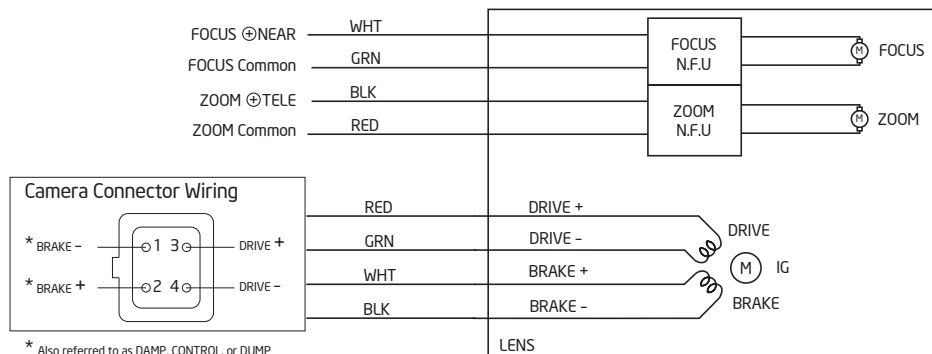 FOCUS ⊕NEAR WHT
FOCUS Common GRN
ZOOM ⊕TELE BLK
ZOOM Common RED
FOCUS
N.F.U
M FOCUS
ZOOM
N.F.U
M ZOOM
Camera Connector Wiring
* BRAKE – 1 3 DRIVE +
* BRAKE + 2 4 DRIVE –
RED DRIVE +
GRN DRIVE –
WHT BRAKE +
BLK BRAKE –
DRIVE
M IG
BRAKE
* Also referred to as DAMP, CONTROL, or DUMP
LENS